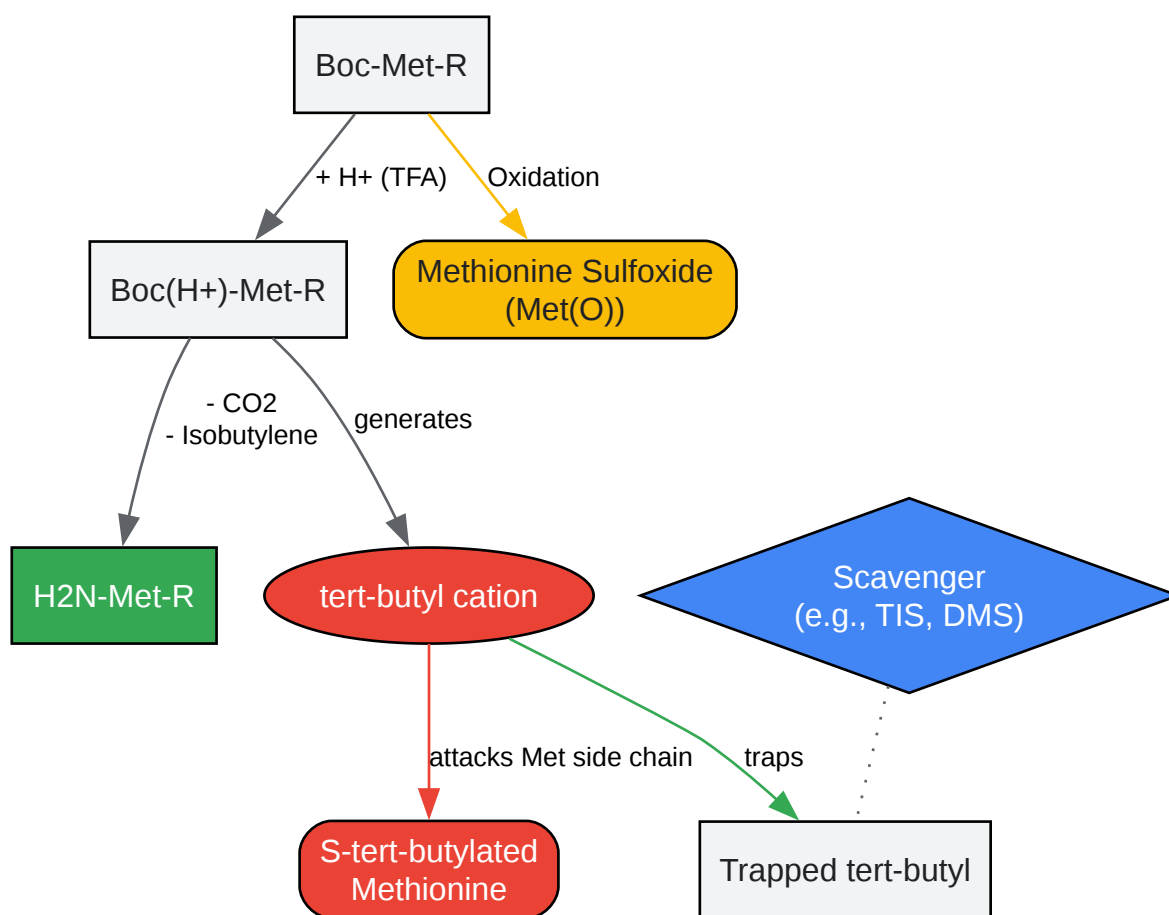 Boc-Met-R
+ H+ (TFA)
Oxidation
Boc(H+)-Met-R
Methionine Sulfoxide
(Met(O))
- CO2
- Isobutylene
generates
H2N-Met-R
tert-butyl cation
Scavenger
(e.g., TIS, DMS)
attacks Met side chain
traps
S-tert-butylated
Methionine
Trapped tert-butyl